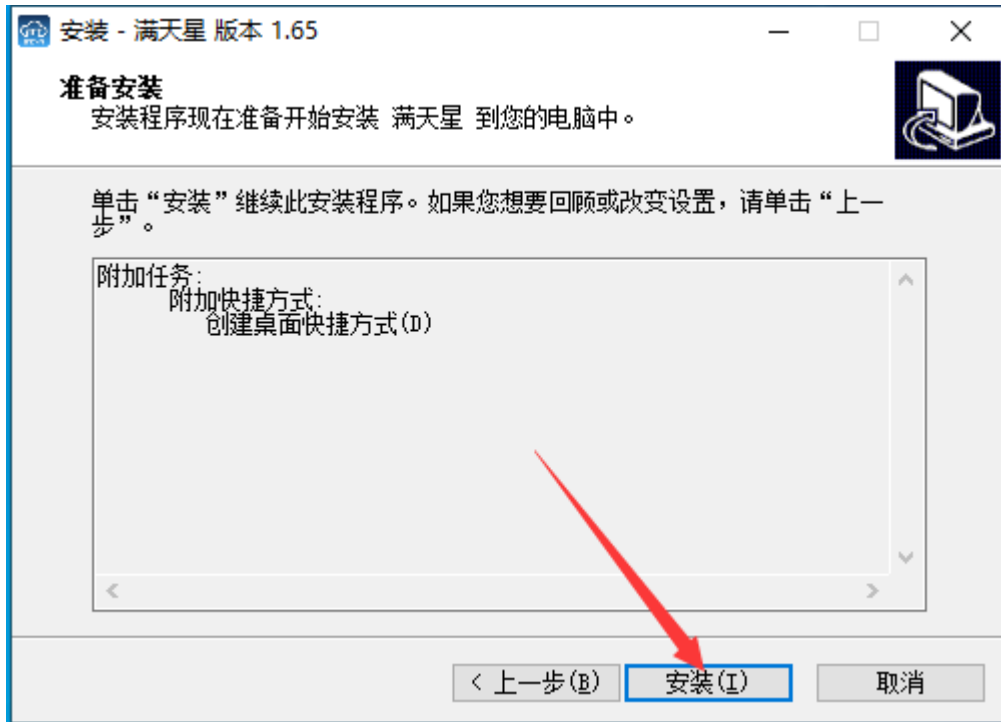 安装 - 满天星 版本 1.65
准备安装
安装程序现在准备开始安装 满天星 到您的电脑中。
单击“安装”继续此安装程序。如果您想要回顾或改变设置，请单击“上一
步”。
附加任务:
附加快捷方式:
创建桌面快捷方式(D)
< 上一步(B)
安装(I)
取消